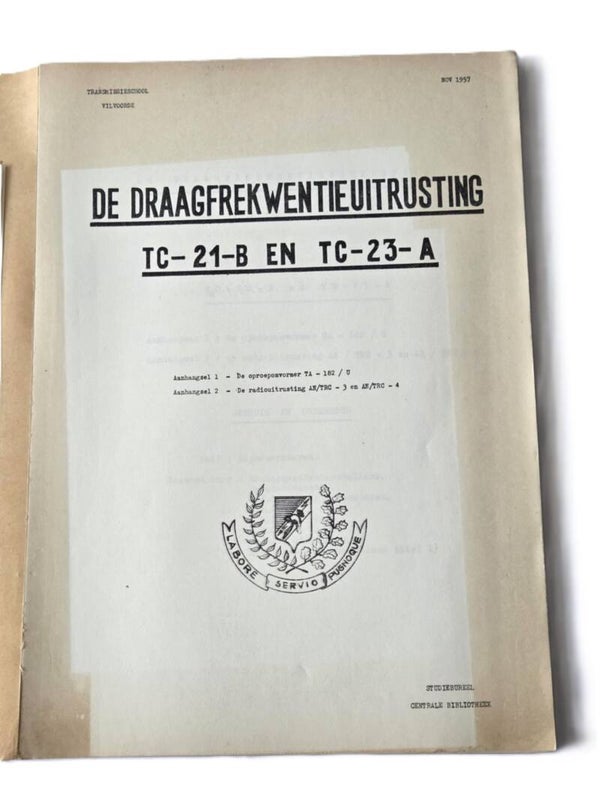 TRANSMISSIESCHOOL
VILVOORDE
NOV 1957
DE DRAAGFREKWENTIEUITRUSTING
TC-21-B EN TC-23-A
Aanhangsel 1 - De oproepomvormer TA - 182 / U
Aanhangsel 2 - De radiouitrusting AN/TRC - 3 en AN/TRC - 4
LABORE SERVIO PUGNOQUE
STUDIEBUREEL
CENTRALE BIBLIOTHEEK